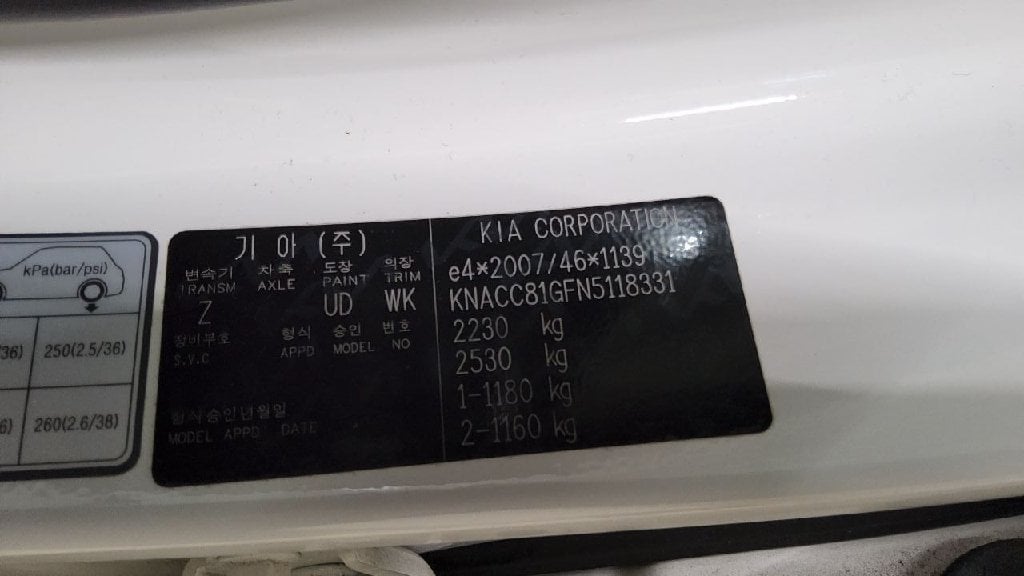 kPa(bar/psi)
/36) 250(2.5/36)
6) 260(2.6/38)
기 아 (주)
변속기 차 축 도장 의장
TRANSM AXLE PAINT TRIM
Z UD WK
정비부호 형식 승인 번호
S.V.C APPD MODEL NO
형식승인년월일
MODEL APPD DATE
KIA CORPORATION
e4*2007/46*1139
KNACC81GFN5118331
2230 kg
2530 kg
1-1180 kg
2-1160 kg